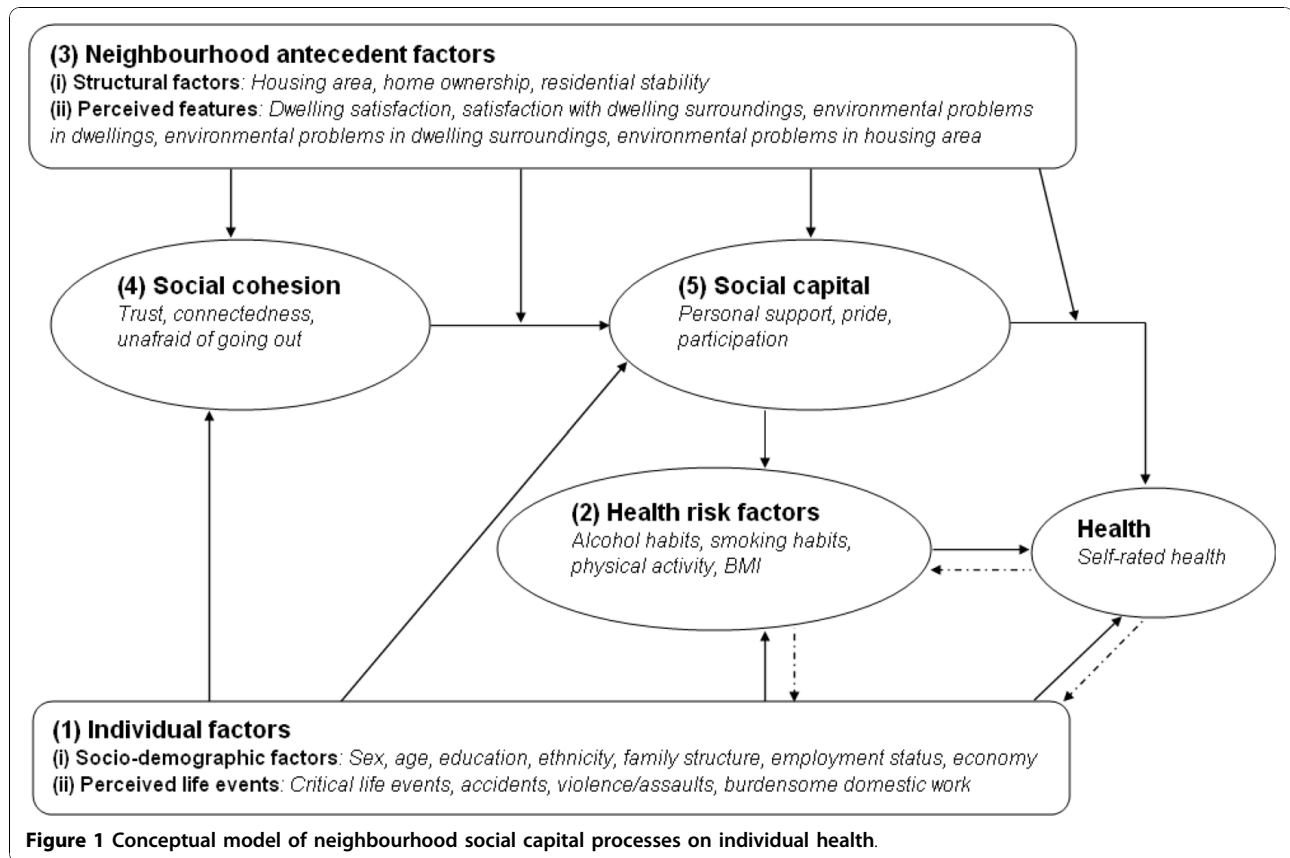 (3) Neighbourhood antecedent factors
(i) Structural factors: Housing area, home ownership, residential stability
(ii) Perceived features: Dwelling satisfaction, satisfaction with dwelling surroundings, environmental problems
in dwellings, environmental problems in dwelling surroundings, environmental problems in housing area
(4) Social cohesion
Trust, connectedness,
unafraid of going out
(5) Social capital
Personal support, pride,
participation
(2) Health risk factors
Alcohol habits, smoking habits,
physical activity, BMI
Health
Self-rated health
(1) Individual factors
(i) Socio-demographic factors: Sex, age, education, ethnicity, family structure, employment status, economy
(ii) Perceived life events: Critical life events, accidents, violence/assaults, burdensome domestic work
Figure 1 Conceptual model of neighbourhood social capital processes on individual health.